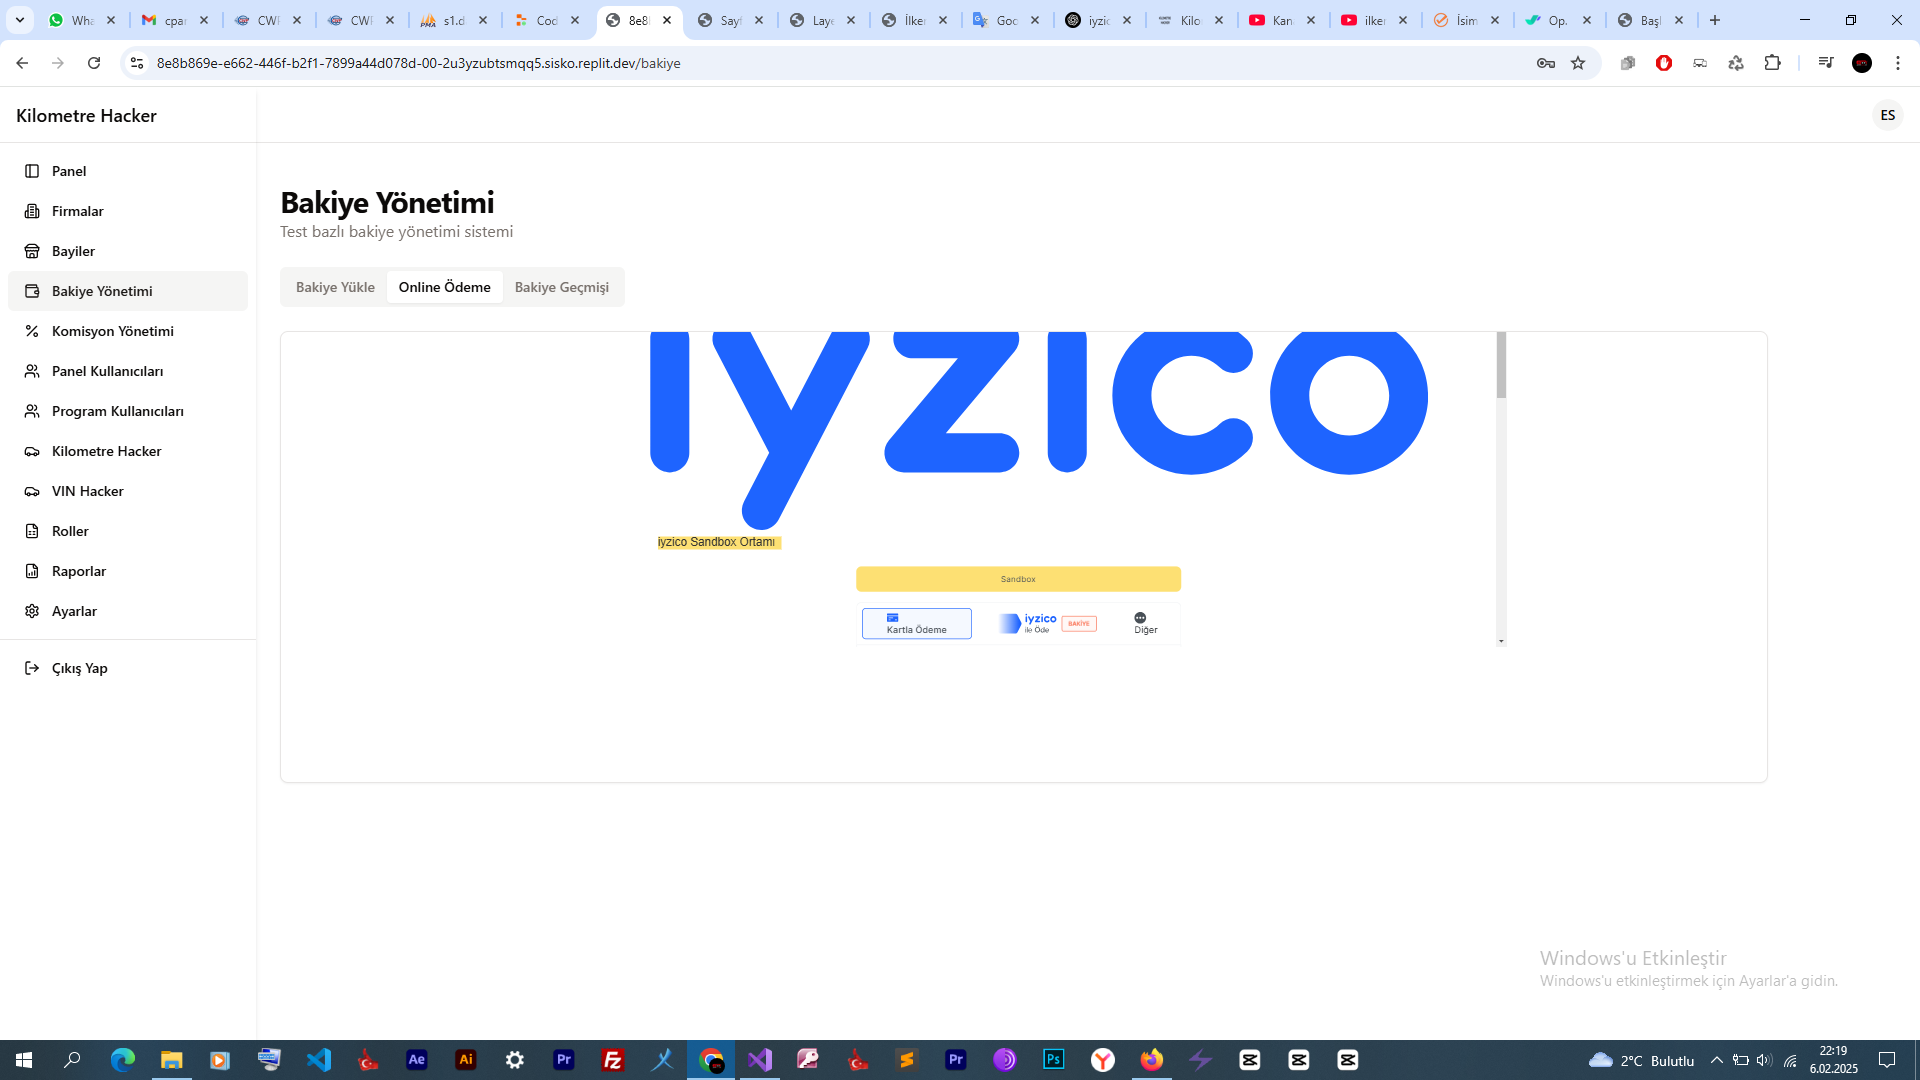 Wha
cpar
CWI
CWI
s1.d
Cod
8e8l
Sayf
Laye
İlker
Goo
iyzic
Kilo
Kan
ilker
İsim
Op.
Başl
8e8b869e-e662-446f-b2f1-7899a44d078d-00-2u3yzubtsmqq5.sisko.replit.dev/bakiye
Kilometre Hacker
ES
Panel
Firmalar
Bayiler
Bakiye Yönetimi
Komisyon Yönetimi
Panel Kullanıcıları
Program Kullanıcıları
Kilometre Hacker
VIN Hacker
Roller
Raporlar
Ayarlar
Çıkış Yap
Bakiye Yönetimi
Test bazlı bakiye yönetimi sistemi
Bakiye Yükle
Online Ödeme
Bakiye Geçmişi
iyzico
iyzico Sandbox Ortamı
Sandbox
Kartla Ödeme
iyzico
ile Öde
BAKİYE
Diğer
Windows'u Etkinleştir
Windows'u etkinleştirmek için Ayarlar'a gidin.
2°C Bulutlu
22:19
6.02.2025